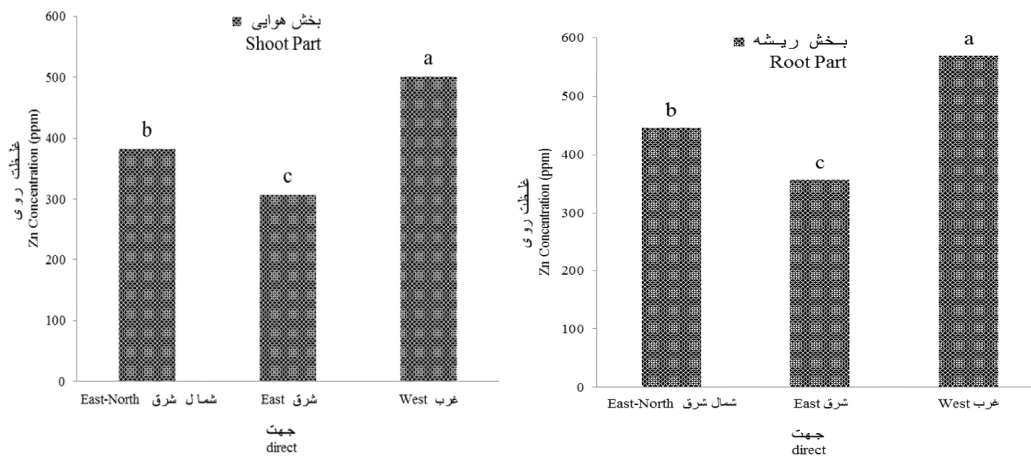 بخش هوایی
Shoot Part
غلظت روی
Zn Concentration (ppm)
600
500
400
300
200
100
0
b
c
a
East-North شمال شرق
East شرق
West غرب
جهت
direct
بخش ریشه
Root Part
غلظت روی
Zn Concentration (ppm)
600
500
400
300
200
100
0
b
c
a
East-North شمال شرق
East شرق
West غرب
جهت
direct